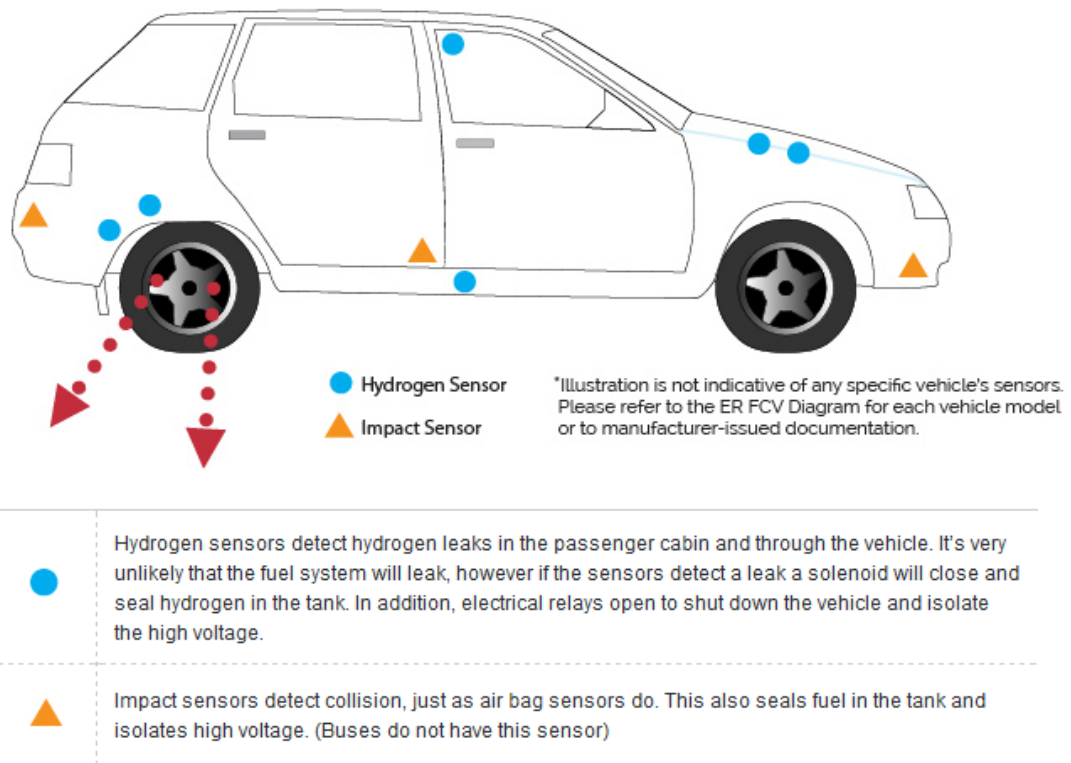 Hydrogen Sensor
Impact Sensor
*Illustration is not indicative of any specific vehicle's sensors.
Please refer to the ER FCV Diagram for each vehicle model
or to manufacturer-issued documentation.
Hydrogen sensors detect hydrogen leaks in the passenger cabin and through the vehicle. It's very
unlikely that the fuel system will leak, however if the sensors detect a leak a solenoid will close and
seal hydrogen in the tank. In addition, electrical relays open to shut down the vehicle and isolate
the high voltage.
Impact sensors detect collision, just as air bag sensors do. This also seals fuel in the tank and
isolates high voltage. (Buses do not have this sensor)